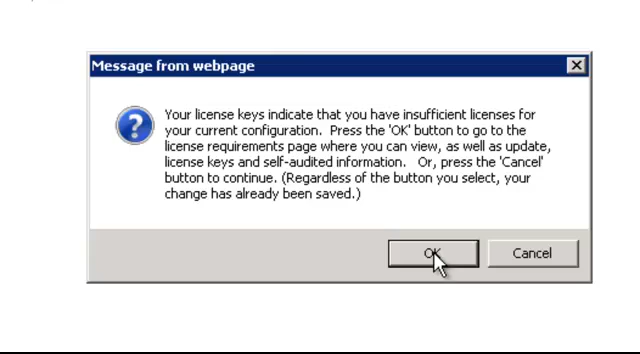 Message from webpage
Your license keys indicate that you have insufficient licenses for
your current configuration.  Press the 'OK' button to go to the
license requirements page where you can view, as well as update,
license keys and self-audited information.   Or, press the 'Cancel'
button to continue. (Regardless of the button you select, your
change has already been saved.)
OK
Cancel